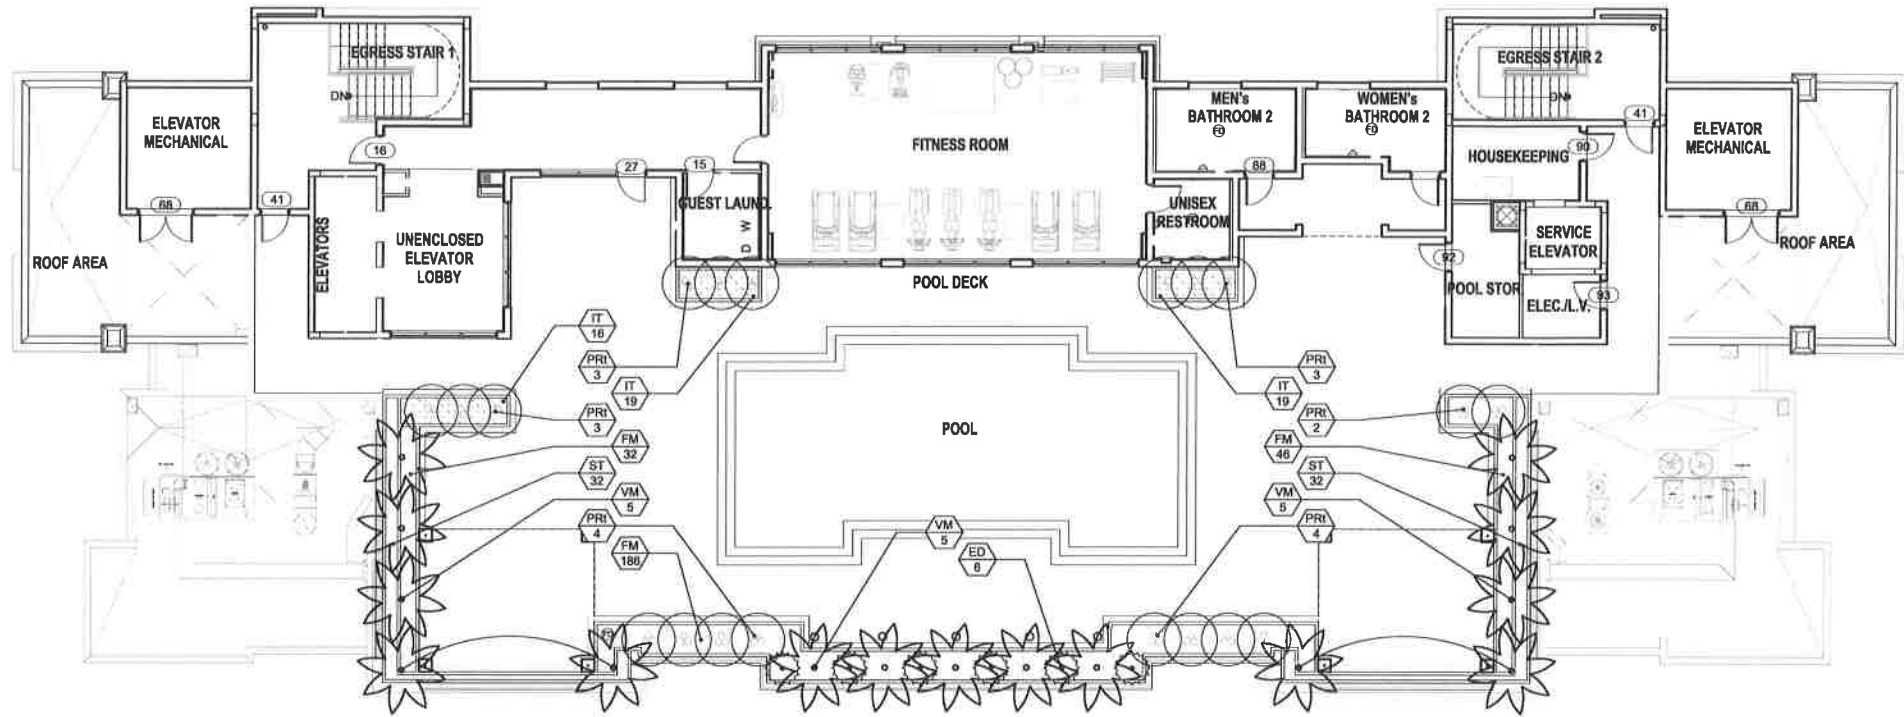 EGRESS STAIR 1
DN
ELEVATOR
MECHANICAL
16
68
41
ROOF AREA
ELEVATORS
UNENCLOSED
ELEVATOR
LOBBY
27
15
GUEST LAUND.
W
D
FITNESS ROOM
MEN's
BATHROOM 2
FD
WOMEN's
BATHROOM 2
FD
88
UNISEX
RESTROOM
EGRESS STAIR 2
DN
41
90
HOUSEKEEPING
ELEVATOR
MECHANICAL
68
ROOF AREA
SERVICE
ELEVATOR
92
POOL STOR.
ELEC./L.V.
93
POOL DECK
POOL
IT
16
PRt
3
IT
19
PRt
3
FM
32
ST
32
VM
5
PRt
4
FM
186
VM
5
ED
6
PRt
3
IT
19
PRt
2
FM
46
ST
32
VM
5
PRt
4